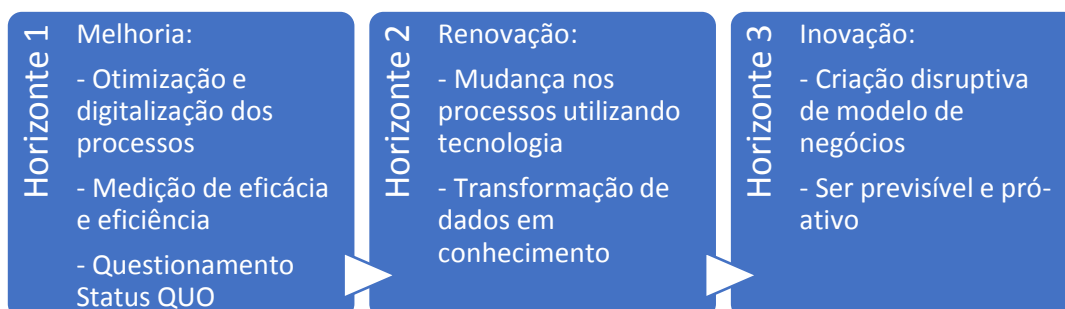 Horizonte 1
Melhoria:
- Otimização e
digitalização dos
processos
- Medição de eficácia
e eficiência
- Questionamento
Status QUO
Horizonte 2
Renovação:
- Mudança nos
processos utilizando
tecnologia
- Transformação de
dados em
conhecimento
Horizonte 3
Inovação:
- Criação disruptiva
de modelo de
negócios
- Ser previsível e pró-
ativo